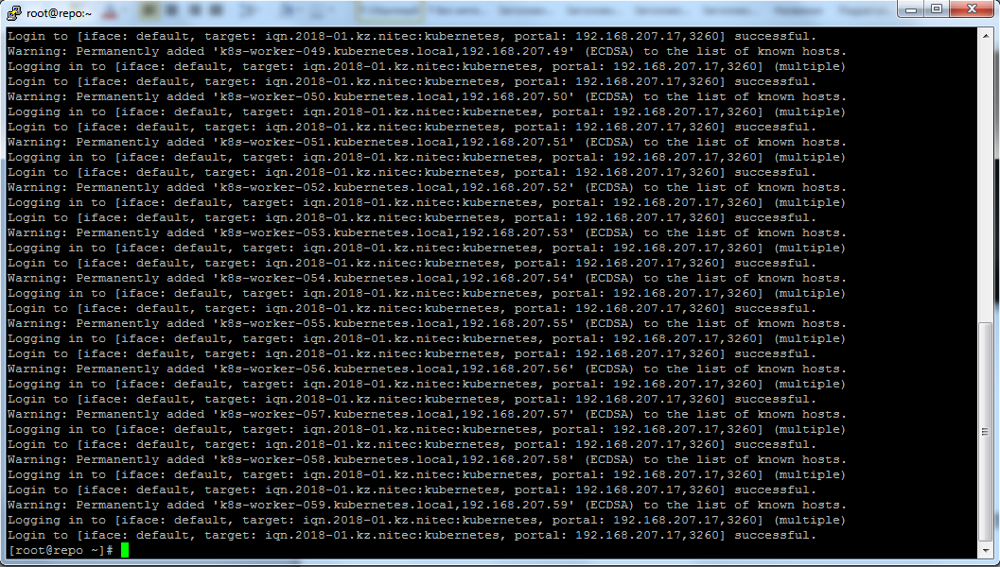 root@repo:~
Login to [iface: default, target: iqn.2018-01.kz.nitec:kubernetes, portal: 192.168.207.17,3260] successful.
Warning: Permanently added 'k8s-worker-049.kubernetes.local,192.168.207.49' (ECDSA) to the list of known hosts.
Logging in to [iface: default, target: iqn.2018-01.kz.nitec:kubernetes, portal: 192.168.207.17,3260] (multiple)
Login to [iface: default, target: iqn.2018-01.kz.nitec:kubernetes, portal: 192.168.207.17,3260] successful.
Warning: Permanently added 'k8s-worker-050.kubernetes.local,192.168.207.50' (ECDSA) to the list of known hosts.
Logging in to [iface: default, target: iqn.2018-01.kz.nitec:kubernetes, portal: 192.168.207.17,3260] (multiple)
Login to [iface: default, target: iqn.2018-01.kz.nitec:kubernetes, portal: 192.168.207.17,3260] successful.
Warning: Permanently added 'k8s-worker-051.kubernetes.local,192.168.207.51' (ECDSA) to the list of known hosts.
Logging in to [iface: default, target: iqn.2018-01.kz.nitec:kubernetes, portal: 192.168.207.17,3260] (multiple)
Login to [iface: default, target: iqn.2018-01.kz.nitec:kubernetes, portal: 192.168.207.17,3260] successful.
Warning: Permanently added 'k8s-worker-052.kubernetes.local,192.168.207.52' (ECDSA) to the list of known hosts.
Logging in to [iface: default, target: iqn.2018-01.kz.nitec:kubernetes, portal: 192.168.207.17,3260] (multiple)
Login to [iface: default, target: iqn.2018-01.kz.nitec:kubernetes, portal: 192.168.207.17,3260] successful.
Warning: Permanently added 'k8s-worker-053.kubernetes.local,192.168.207.53' (ECDSA) to the list of known hosts.
Logging in to [iface: default, target: iqn.2018-01.kz.nitec:kubernetes, portal: 192.168.207.17,3260] (multiple)
Login to [iface: default, target: iqn.2018-01.kz.nitec:kubernetes, portal: 192.168.207.17,3260] successful.
Warning: Permanently added 'k8s-worker-054.kubernetes.local,192.168.207.54' (ECDSA) to the list of known hosts.
Logging in to [iface: default, target: iqn.2018-01.kz.nitec:kubernetes, portal: 192.168.207.17,3260] (multiple)
Login to [iface: default, target: iqn.2018-01.kz.nitec:kubernetes, portal: 192.168.207.17,3260] successful.
Warning: Permanently added 'k8s-worker-055.kubernetes.local,192.168.207.55' (ECDSA) to the list of known hosts.
Logging in to [iface: default, target: iqn.2018-01.kz.nitec:kubernetes, portal: 192.168.207.17,3260] (multiple)
Login to [iface: default, target: iqn.2018-01.kz.nitec:kubernetes, portal: 192.168.207.17,3260] successful.
Warning: Permanently added 'k8s-worker-056.kubernetes.local,192.168.207.56' (ECDSA) to the list of known hosts.
Logging in to [iface: default, target: iqn.2018-01.kz.nitec:kubernetes, portal: 192.168.207.17,3260] (multiple)
Login to [iface: default, target: iqn.2018-01.kz.nitec:kubernetes, portal: 192.168.207.17,3260] successful.
Warning: Permanently added 'k8s-worker-057.kubernetes.local,192.168.207.57' (ECDSA) to the list of known hosts.
Logging in to [iface: default, target: iqn.2018-01.kz.nitec:kubernetes, portal: 192.168.207.17,3260] (multiple)
Login to [iface: default, target: iqn.2018-01.kz.nitec:kubernetes, portal: 192.168.207.17,3260] successful.
Warning: Permanently added 'k8s-worker-058.kubernetes.local,192.168.207.58' (ECDSA) to the list of known hosts.
Logging in to [iface: default, target: iqn.2018-01.kz.nitec:kubernetes, portal: 192.168.207.17,3260] (multiple)
Login to [iface: default, target: iqn.2018-01.kz.nitec:kubernetes, portal: 192.168.207.17,3260] successful.
Warning: Permanently added 'k8s-worker-059.kubernetes.local,192.168.207.59' (ECDSA) to the list of known hosts.
Logging in to [iface: default, target: iqn.2018-01.kz.nitec:kubernetes, portal: 192.168.207.17,3260] (multiple)
Login to [iface: default, target: iqn.2018-01.kz.nitec:kubernetes, portal: 192.168.207.17,3260] successful.
[root@repo ~]#